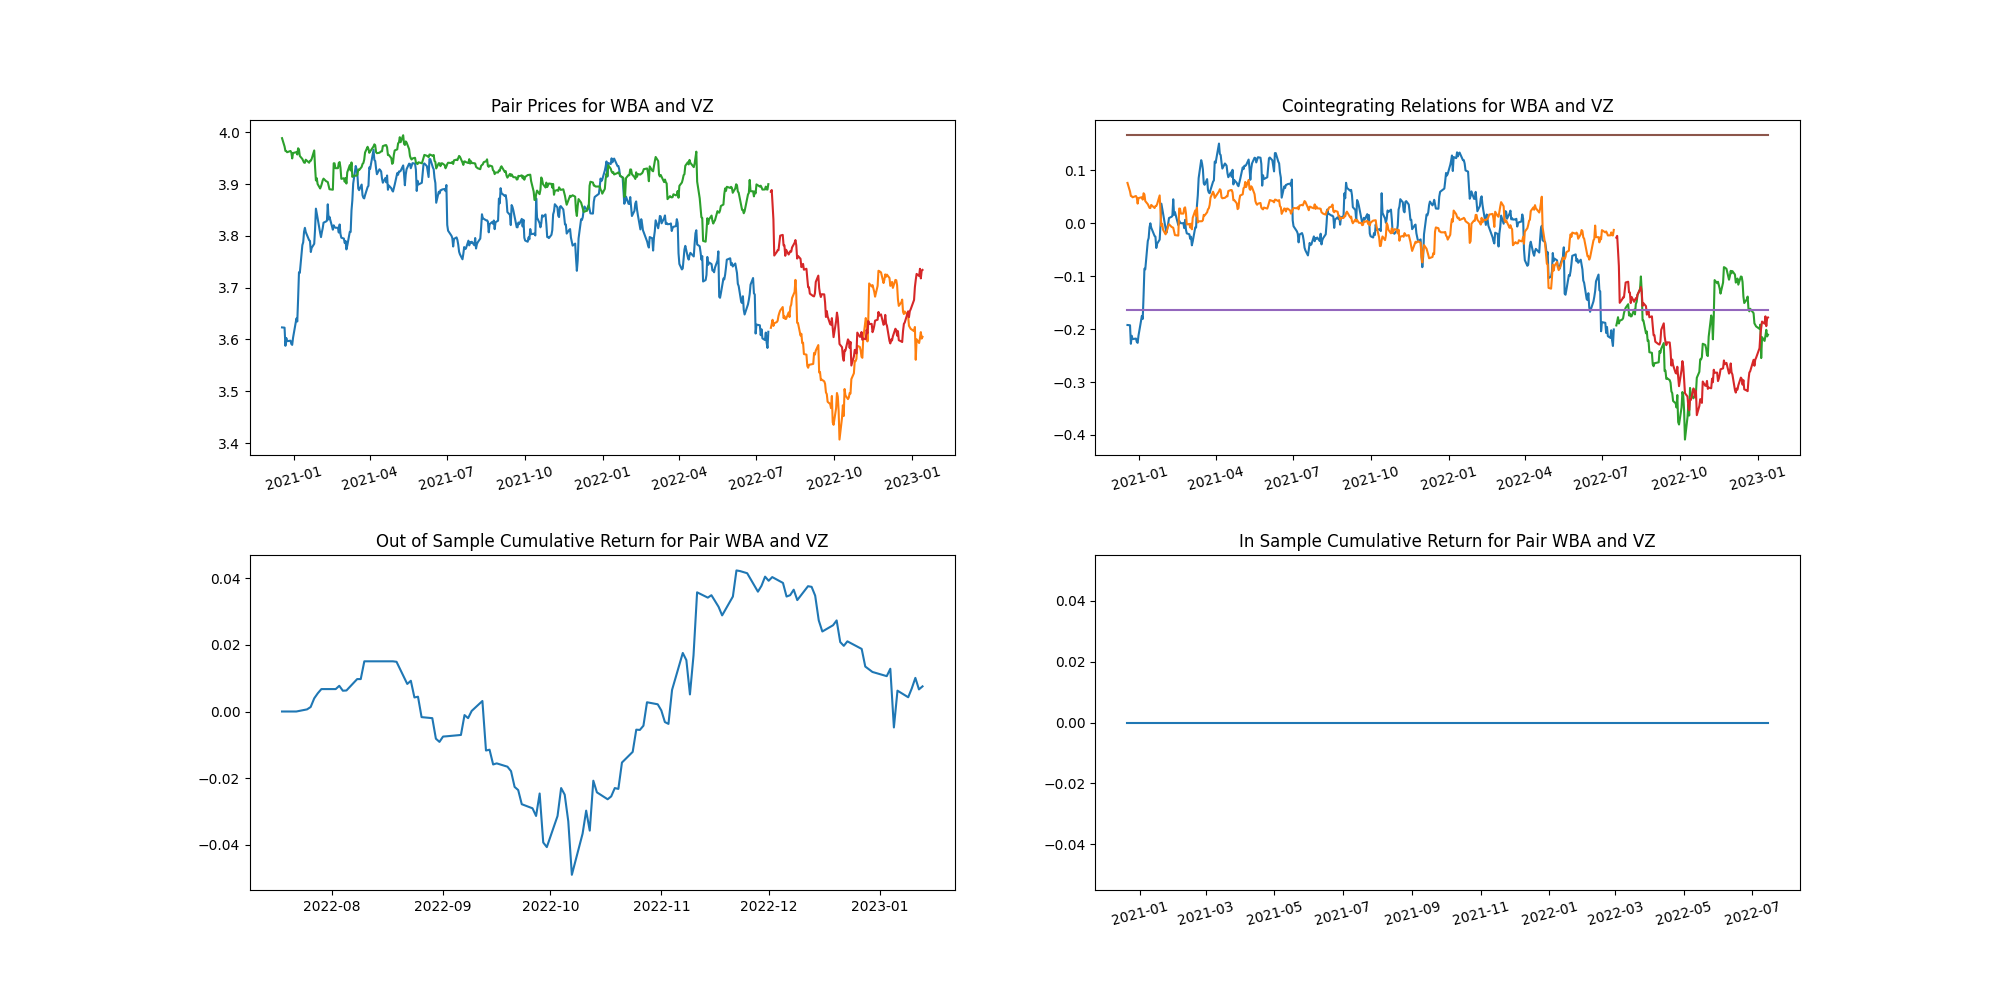 Pair Prices for WBA and VZ
4.0
3.9
3.8
3.7
3.6
3.5
3.4
2021-01 2021-04 2021-07 2021-10 2022-01 2022-04 2022-07 2022-10 2023-01
Cointegrating Relations for WBA and VZ
0.1
0.0
−0.1
−0.2
−0.3
−0.4
2021-01 2021-04 2021-07 2021-10 2022-01 2022-04 2022-07 2022-10 2023-01
Out of Sample Cumulative Return for Pair WBA and VZ
0.04
0.02
0.00
−0.02
−0.04
2022-08 2022-09 2022-10 2022-11 2022-12 2023-01
In Sample Cumulative Return for Pair WBA and VZ
0.04
0.02
0.00
−0.02
−0.04
2021-01 2021-03 2021-05 2021-07 2021-09 2021-11 2022-01 2022-03 2022-05 2022-07